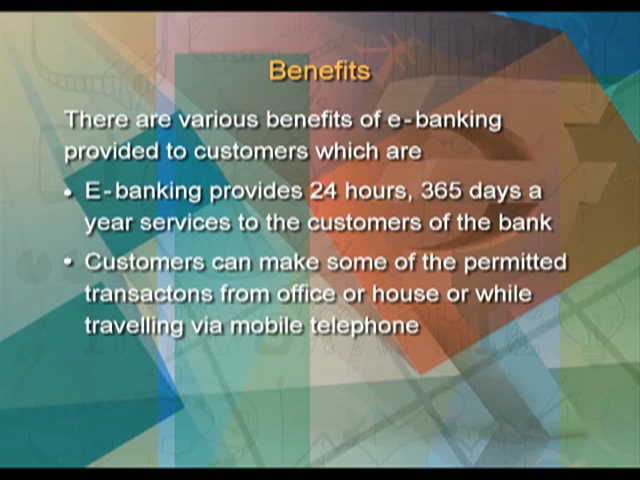 Benefits
There are various benefits of e-banking
provided to customers which are
• E-banking provides 24 hours, 365 days a
year services to the customers of the bank
• Customers can make some of the permitted
transactons from office or house or while
travelling via mobile telephone